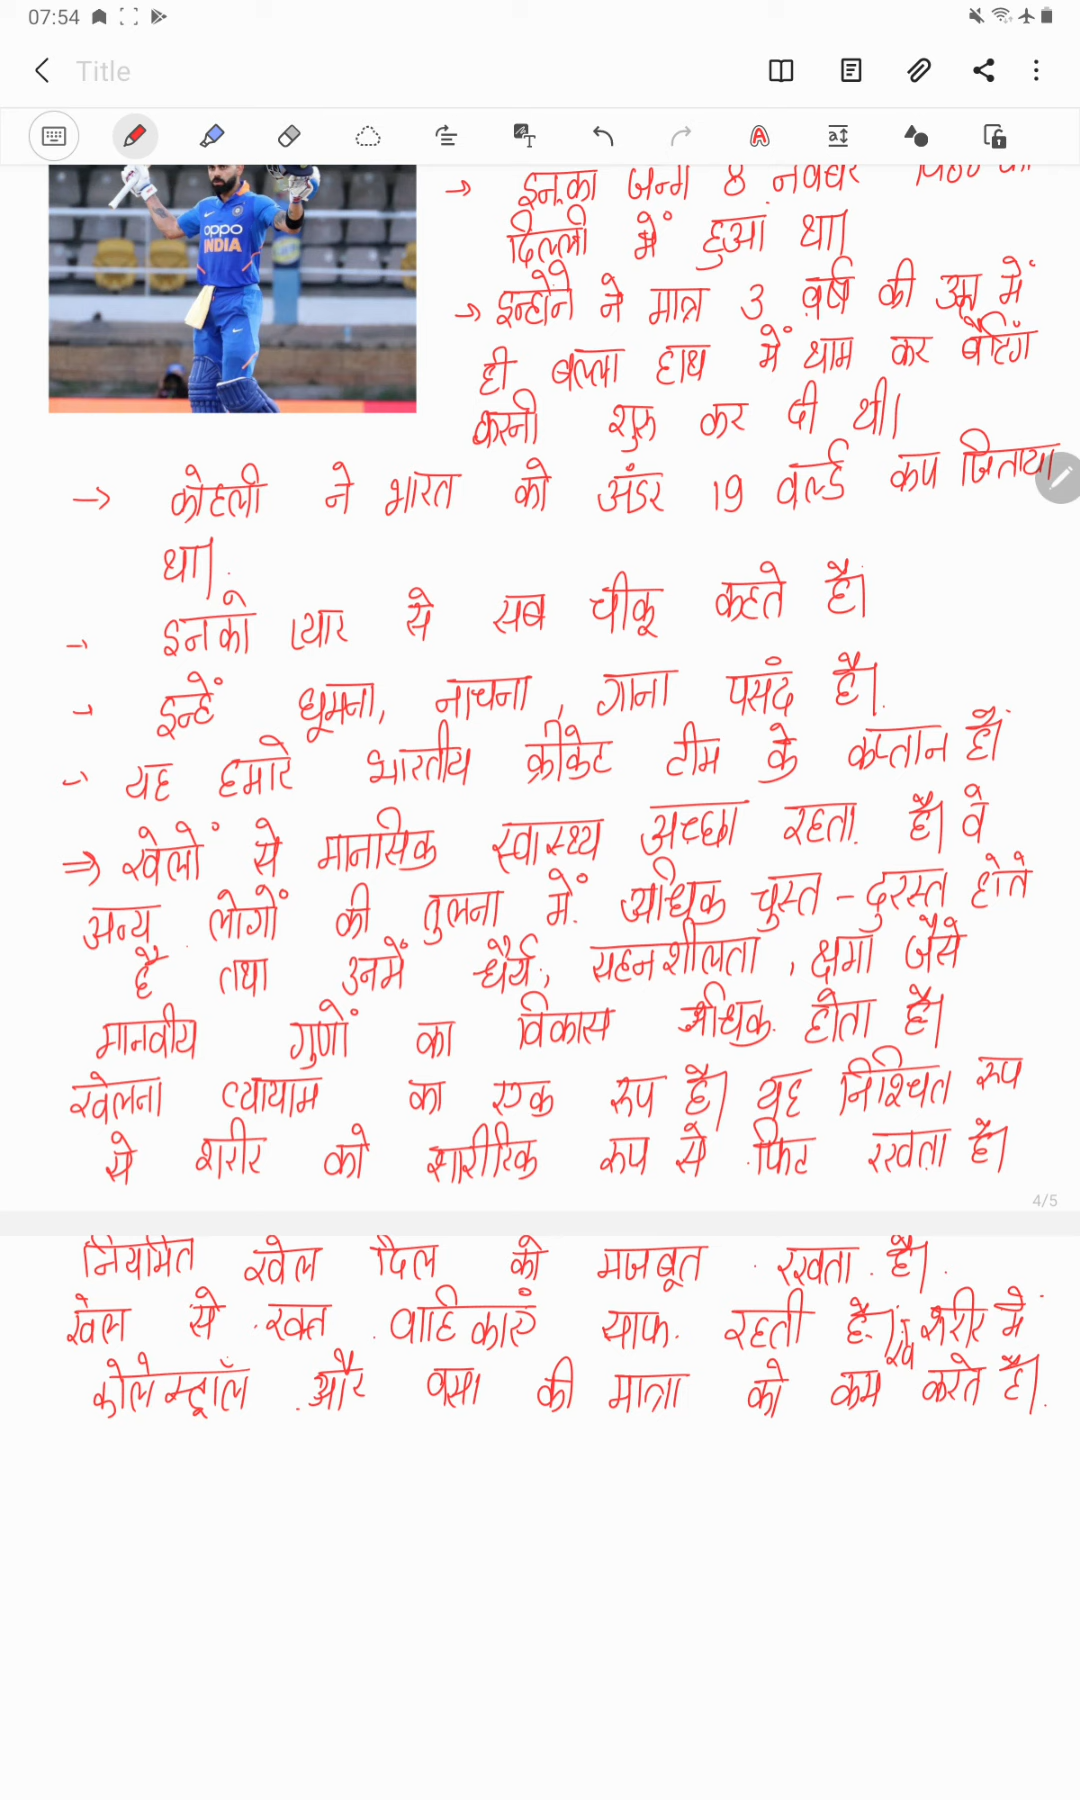 07:54
Title
oppo
INDIA
→ इनका जन्म 8 नवम्बर
दिल्ली में हुआ था।
→ इन्होंने ने मात्र 3 वर्ष की उम्र में
ही बल्ला हाथ में थाम कर बैटिंग
करनी शुरू कर दी थी।
→ कोहली ने भारत को अंडर 19 वर्ल्ड कप जिताया
था।
→ इनको प्यार से सब चीकू कहते है।
→ इन्हें घूमना, नाचना, गाना पसंद है।
→ यह हमारे भारतीय क्रीकेट टीम के कप्तान हैं।
⇒ खेलों से मानसिक स्वास्थ्य अच्छा रहता है। वे
अन्य लोगों की तुलना में अधिक चुस्त - दुरस्त होते
है तथा उनमें धैर्य, सहनशीलता, क्षमा जैसे
मानवीय गुणों का विकास अधिक होता है।
खेलना व्यायाम का एक रूप है। यह निश्चित रूप
से शरीर को शारीरिक रूप से फिट रखता है।
4/5
नियमित खेल दिल को मजबूत रखता है।
खेल से रक्त वाहिकाएं साफ रहती है। शरीर में
कोलेस्ट्रॉल और वसा की मात्रा को कम करते है।